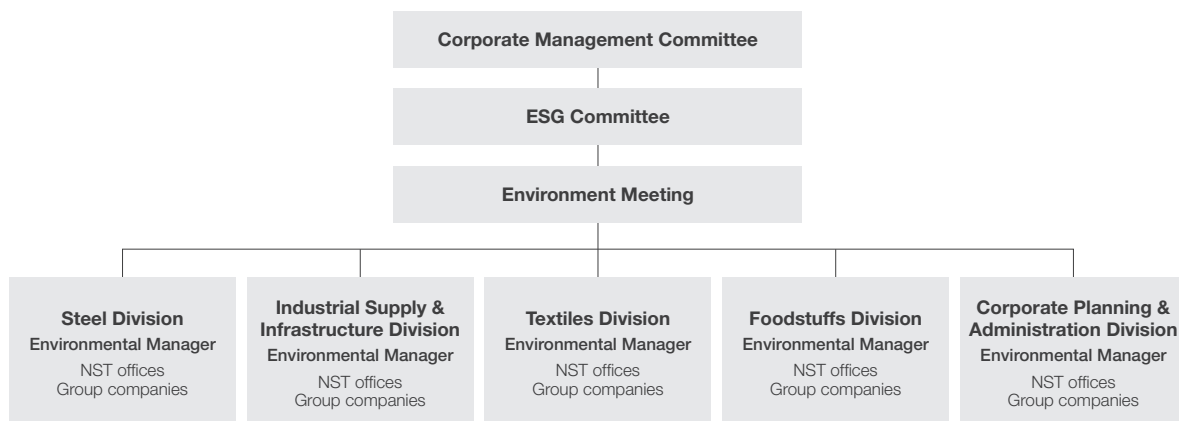 Corporate Management Committee
ESG Committee
Environment Meeting
Steel Division
Environmental Manager
NST offices
Group companies
Industrial Supply &
Infrastructure Division
Environmental Manager
NST offices
Group companies
Textiles Division
Environmental Manager
NST offices
Group companies
Foodstuffs Division
Environmental Manager
NST offices
Group companies
Corporate Planning &
Administration Division
Environmental Manager
NST offices
Group companies